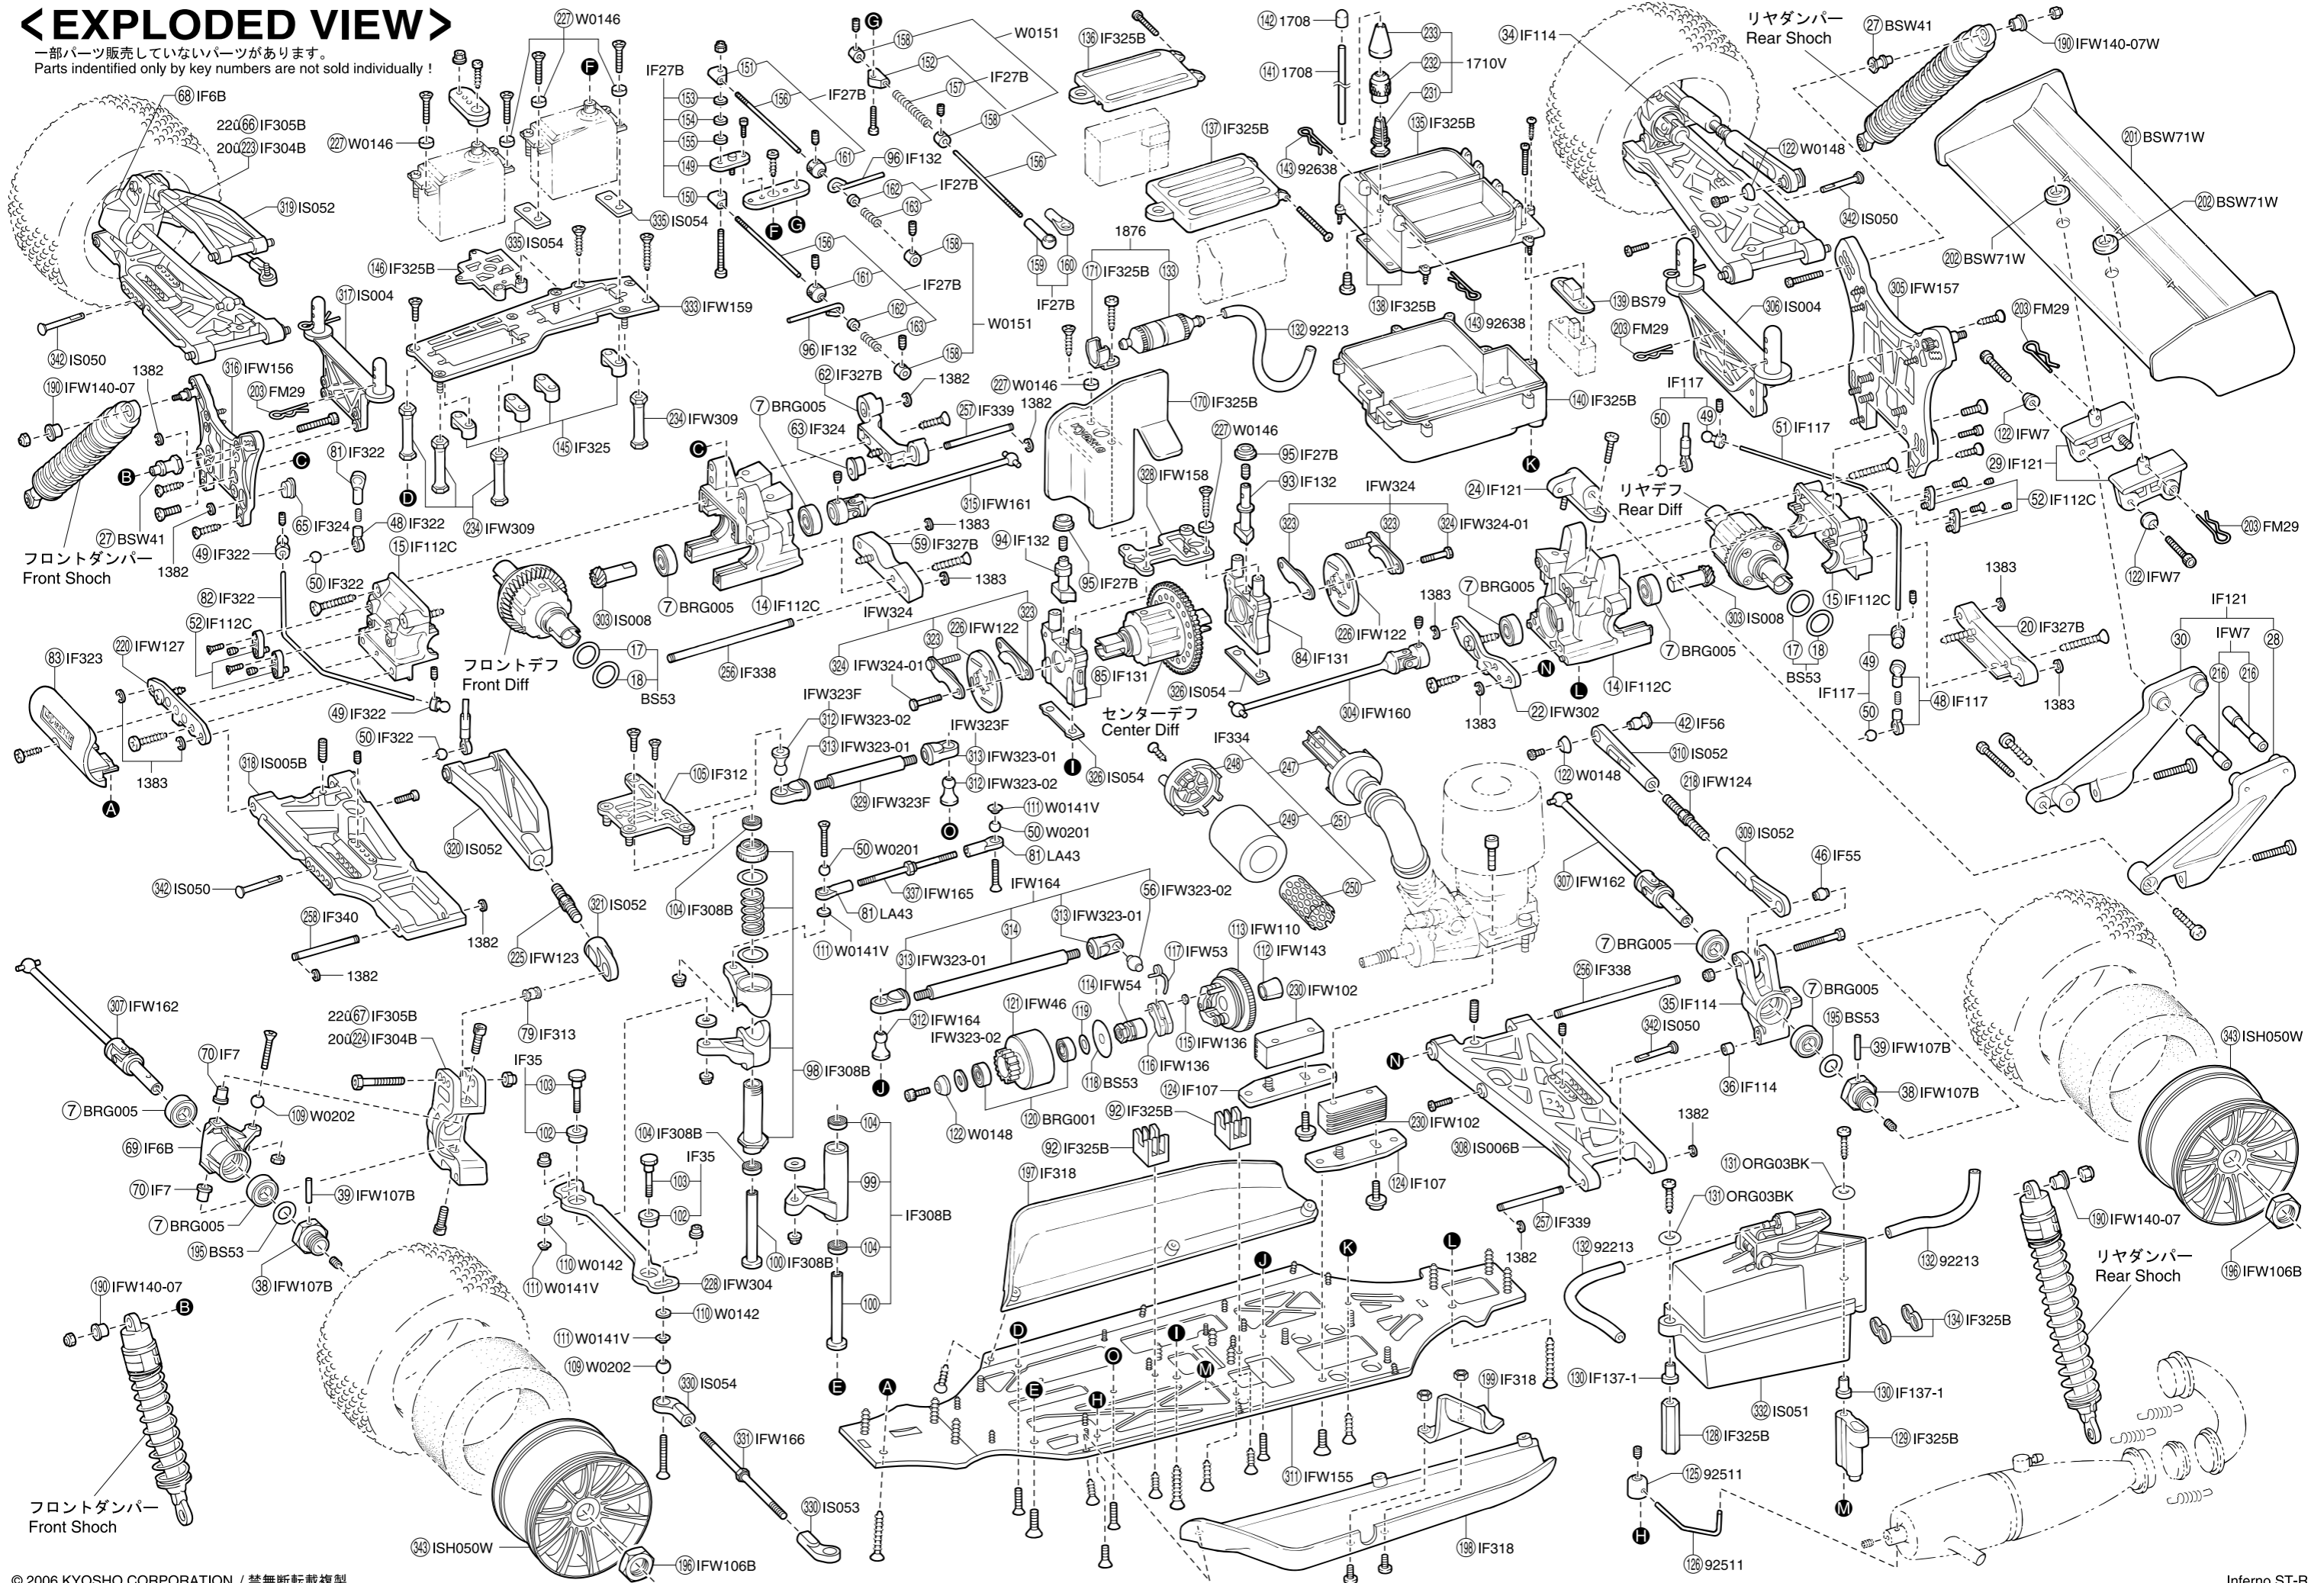 <EXPLODED VIEW>
一部パーツ販売していないパーツがあります。
Parts indentified only by key numbers are not sold individually !
68 IF6B
22ù 66 IF305B
20ù 223 IF304B
319 IS052
342 IS050
227 W0146
227 W0146
F
335 IS054
335 IS054
146 IF325B
317 IS004
333 IFW159
190 IFW140-07
1382
316 IFW156
203 FM29
B
C
27 BSW41
1382
65 IF324
フロントダンパー
Front Shoch
81 IF322
48 IF322
49 IF322
50 IF322
15 IF112C
82 IF322
D
234 IFW309
234 IFW309
145 IF325
IF27B
151
153
154
155
149
150
156
IF27B
161
96 IF132
162
IF27B
163
F
G
156
161
IF27B
162
163
96 IF132
158
W0151
158
G
158
W0151
152
157
IF27B
158
156
159
160
IF27B
136 IF325B
137 IF325B
142 1708
141 1708
233
232
1710V
231
135 IF325B
143 92638
138 IF325B
143 92638
1876
171 IF325B
133
132 92213
227 W0146
139 BS79
140 IF325B
K
34 IF114
リヤダンパー
Rear Shoch
27 BSW41
190 IFW140-07W
122 W0148
342 IS050
201 BSW71W
202 BSW71W
202 BSW71W
305 IFW157
306 IS004
203 FM29
203 FM29
122 IFW7
29 IF121
203 FM29
122 IFW7
IF117
50
49
51 IF117
52 IF112C
リヤデフ
Rear Diff
24 IF121
15 IF112C
303 IS008
7 BRG005
17
18
BS53
14 IF112C
L
1383
20 IF327B
1383
49
IF117
48 IF117
50
IF121
30
IFW7
28
216
216
62 IF327B
1382
7 BRG005
63 IF324
257 IF339
1382
C
315 IFW161
1383
59 IF327B
1383
14 IF112C
7 BRG005
303 IS008
フロントデフ
Front Diff
17
18
BS53
256 IF338
170 IF325B
328 IFW158
227 W0146
95 IF27B
93 IF132
94 IF132
95 IF27B
IFW324
323
323
324 IFW324-01
226 IFW122
84 IF131
326 IS054
IFW324
323
323
226 IFW122
324 IFW324-01
85 IF131
センターデフ
Center Diff
326 IS054
I
1383
7 BRG005
304 IFW160
N
22 IFW302
1383
52 IF112C
220 IFW127
83 IF323
A
1383
49 IF322
50 IF322
318 IS005B
342 IS050
320 IS052
258 IF340
1382
1382
225 IFW123
321 IS052
79 IF313
105 IF312
IFW323F
312 IFW323-02
313 IFW323-01
329 IFW323F
IFW323F
313 IFW323-01
312 IFW323-02
O
111 W0141V
50 W0201
81 LA43
50 W0201
337 IFW165
81 LA43
111 W0141V
104 IF308B
IFW164
314
313 IFW323-01
56 IFW323-02
313 IFW323-01
312 IFW164
IFW323-02
J
IF334
248
247
249
251
250
117 IFW53
113 IFW110
112 IFW143
114 IFW54
115 IFW136
116 IFW136
121 IFW46
119
118 BS53
120 BRG001
122 W0148
230 IFW102
124 IF107
92 IF325B
92 IF325B
230 IFW102
124 IF107
42 IF56
310 IS052
122 W0148
218 IFW124
309 IS052
46 IF55
307 IFW162
7 BRG005
256 IF338
35 IF114
7 BRG005
342 IS050
195 BS53
39 IFW107B
38 IFW107B
36 IF114
N
308 IS006B
1382
257 IF339
1382
343 ISH050W
196 IFW106B
307 IFW162
22ù 67 IF305B
20ù 224 IF304B
70 IF7
7 BRG005
109 W0202
69 IF6B
70 IF7
7 BRG005
195 BS53
39 IFW107B
38 IFW107B
IF35
103
102
110 W0142
111 W0141V
98 IF308B
104 IF308B
IF35
103
102
100 IF308B
228 IFW304
110 W0142
111 W0141V
109 W0202
104
99
IF308B
104
100
E
330 IS054
331 IFW166
330 IS053
190 IFW140-07
B
フロントダンパー
Front Shoch
343 ISH050W
196 IFW106B
197 IF318
A
D
E
O
H
I
M
J
K
L
311 IFW155
199 IF318
198 IF318
131 ORG03BK
131 ORG03BK
132 92213
132 92213
134 IF325B
130 IF137-1
130 IF137-1
332 IS051
128 IF325B
129 IF325B
M
125 92511
H
126 92511
190 IFW140-07
リヤダンパー
Rear Shoch
© 2006 KYOSHO CORPORATION / 禁無断転載複製
Inferno ST-R